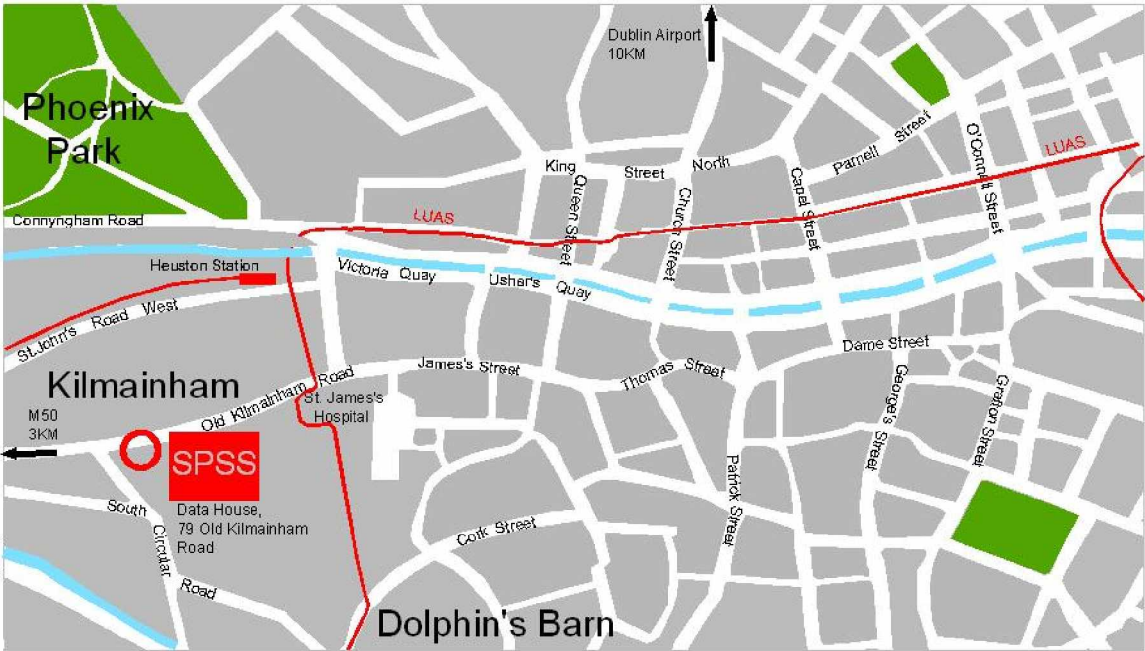 Dublin Airport
10KM
Phoenix
Park
Parnell Street
O'Connell Street
LUAS
King Street North
Queen Street
Church Street
Capel Street
Connyngham Road
LUAS
Heuston Station
Victoria Quay
Usher's Quay
St.John's Road West
Dame Street
James's Street
Thomas Street
Kilmainham
Old Kilmainham Road
St. James's
Hospital
George's Street
Grafton Street
M50
3KM
SPSS
Data House,
79 Old Kilmainham
Road
South Circular Road
Patrick Street
Cork Street
Dolphin's Barn